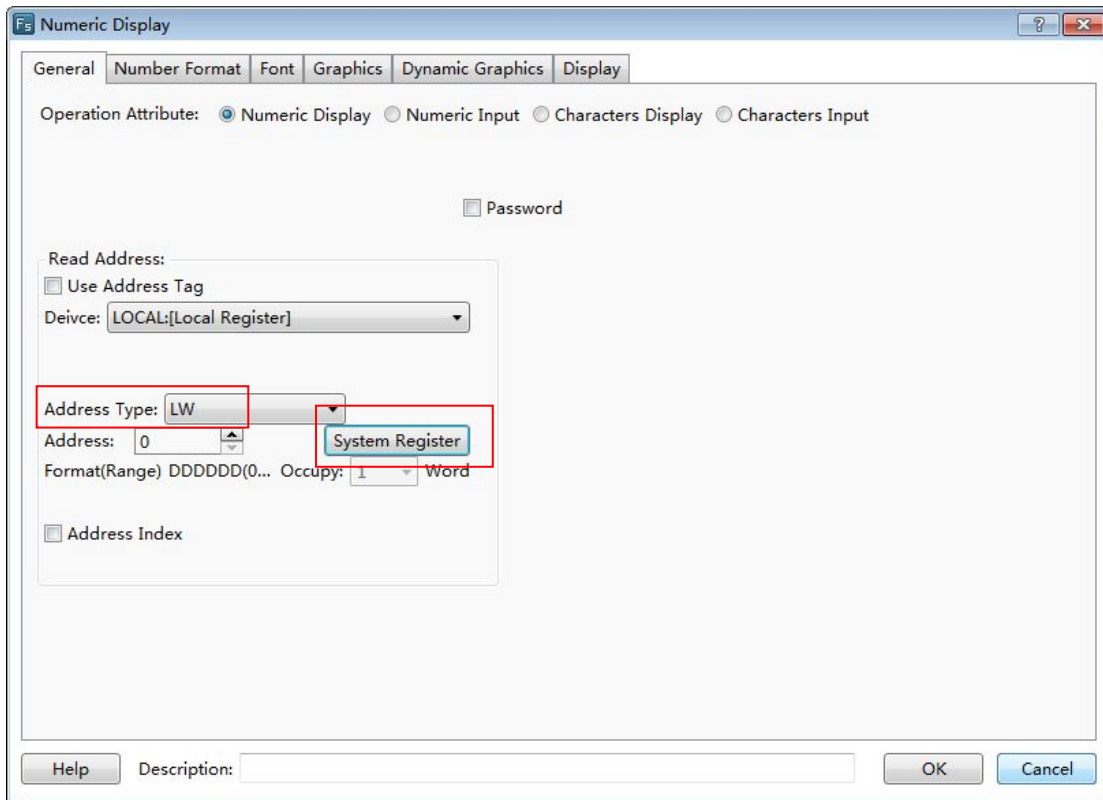 Fs Numeric Display
General Number Format Font Graphics Dynamic Graphics Display
Operation Attribute: Numeric Display Numeric Input Characters Display Characters Input
Password
Read Address:
Use Address Tag
Deivce: LOCAL:[Local Register]
Address Type: LW
Address: 0 System Register
Format(Range) DDDDDD(0... Occupy: 1 Word
Address Index
Help Description: OK Cancel